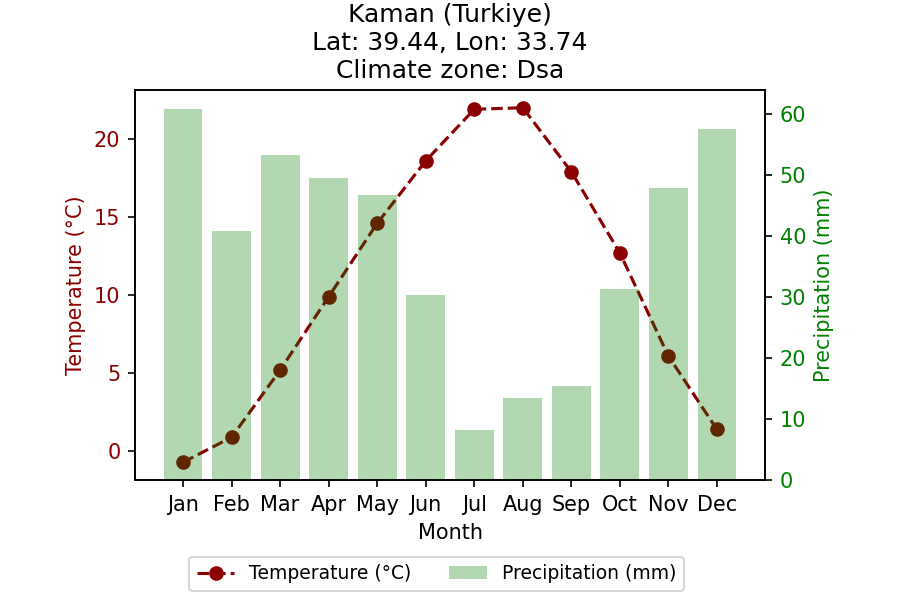 Kaman (Turkiye)
Lat: 39.44, Lon: 33.74
Climate zone: Dsa
Temperature (°C)
20
15
10
5
0
Precipitation (mm)
60
50
40
30
20
10
0
Jan Feb Mar Apr May Jun Jul Aug Sep Oct Nov Dec
Month
Temperature (°C) Precipitation (mm)